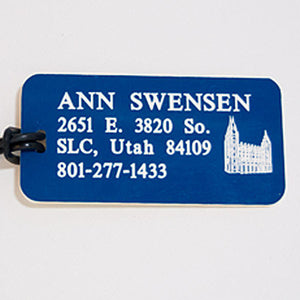 ANN SWENSEN
2651 E. 3820 So.
SLC, Utah 84109
801-277-1433